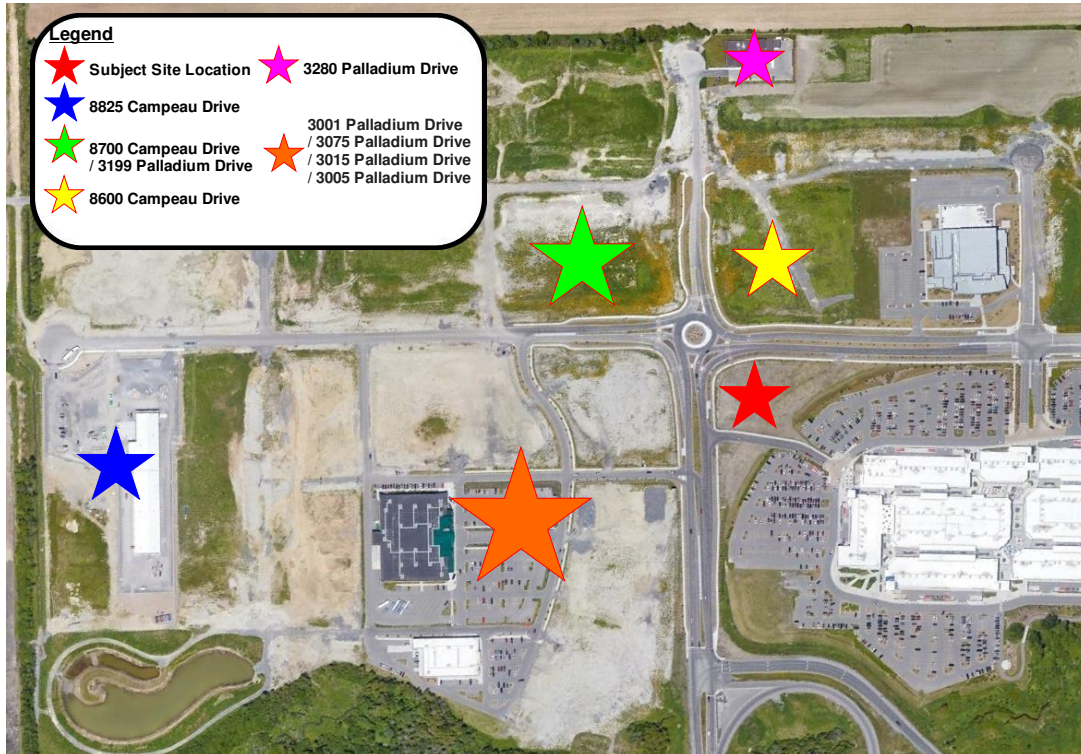 Legend
Subject Site Location
8825 Campeau Drive
8700 Campeau Drive
/ 3199 Palladium Drive
8600 Campeau Drive
3280 Palladium Drive
3001 Palladium Drive
/ 3075 Palladium Drive
/ 3015 Palladium Drive
/ 3005 Palladium Drive